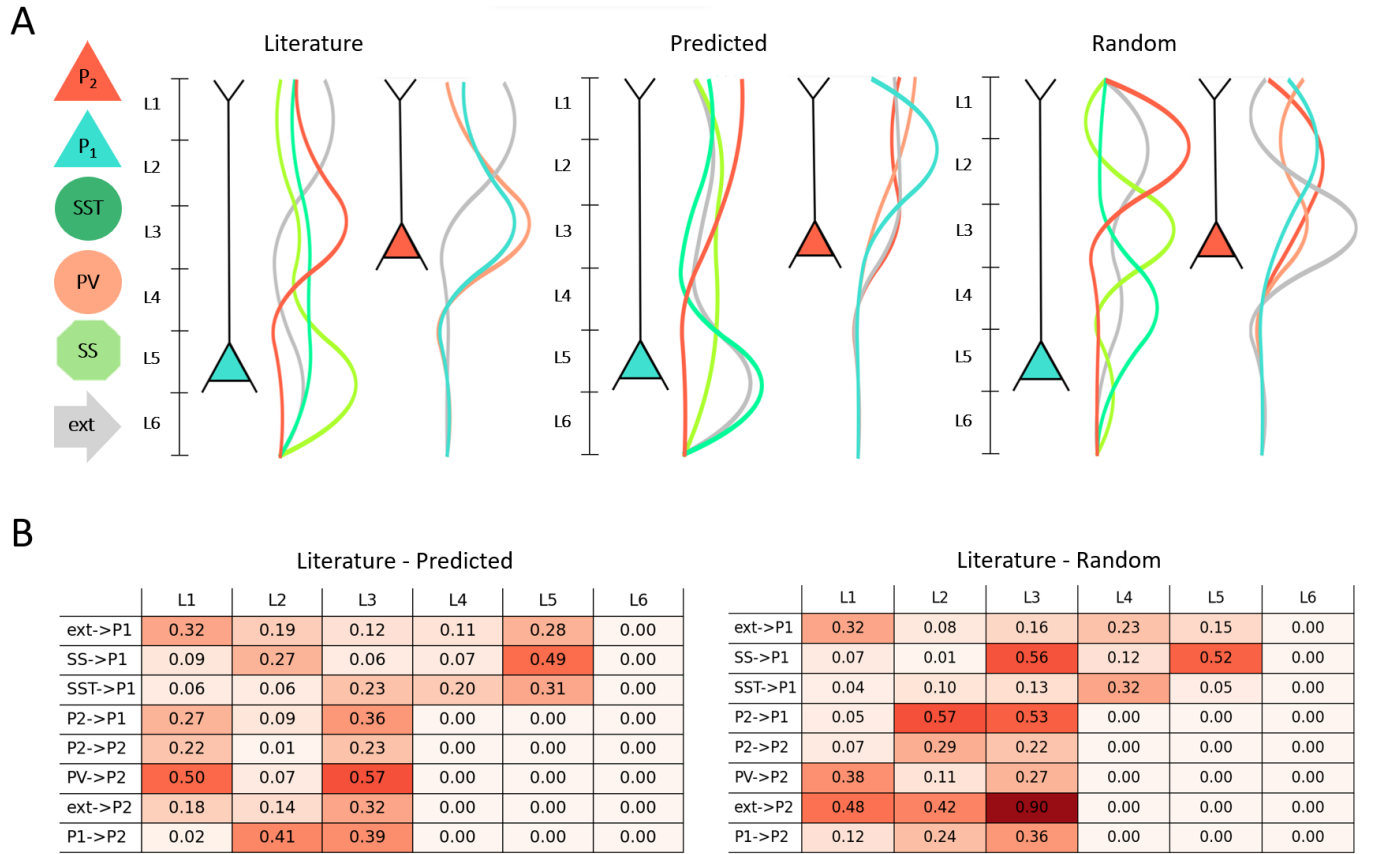 A
Literature
Predicted
Random
P2
P1
SST
PV
SS
ext
L1
L2
L3
L4
L5
L6
L1
L2
L3
L4
L5
L6
L1
L2
L3
L4
L5
L6
B
Literature - Predicted
L1 L2 L3 L4 L5 L6
ext->P1 0.32 0.19 0.12 0.11 0.28 0.00
SS->P1 0.09 0.27 0.06 0.07 0.49 0.00
SST->P1 0.06 0.06 0.23 0.20 0.31 0.00
P2->P1 0.27 0.09 0.36 0.00 0.00 0.00
P2->P2 0.22 0.01 0.23 0.00 0.00 0.00
PV->P2 0.50 0.07 0.57 0.00 0.00 0.00
ext->P2 0.18 0.14 0.32 0.00 0.00 0.00
P1->P2 0.02 0.41 0.39 0.00 0.00 0.00
Literature - Random
L1 L2 L3 L4 L5 L6
ext->P1 0.32 0.08 0.16 0.23 0.15 0.00
SS->P1 0.07 0.01 0.56 0.12 0.52 0.00
SST->P1 0.04 0.10 0.13 0.32 0.05 0.00
P2->P1 0.05 0.57 0.53 0.00 0.00 0.00
P2->P2 0.07 0.29 0.22 0.00 0.00 0.00
PV->P2 0.38 0.11 0.27 0.00 0.00 0.00
ext->P2 0.48 0.42 0.90 0.00 0.00 0.00
P1->P2 0.12 0.24 0.36 0.00 0.00 0.00